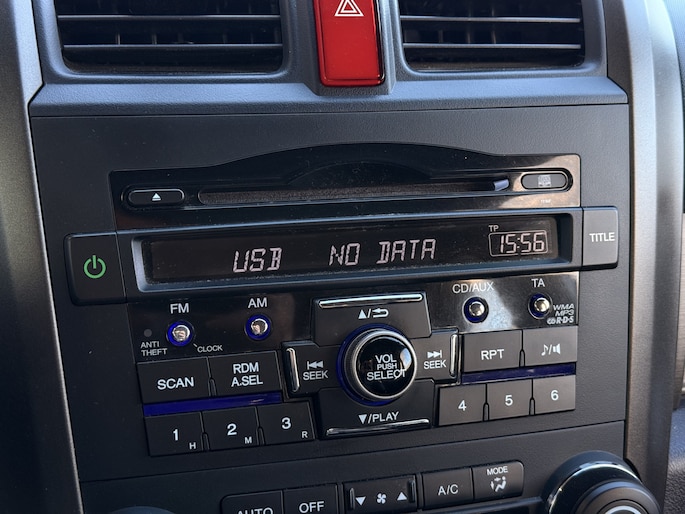 TP
USB NO DATA 15:56
TITLE
FM AM CD/AUX TA
ANTI
THEFT
CLOCK
WMA
MP3
R·D·S
SCAN
RDM
A.SEL
SEEK
VOL
PUSH
SELECT
SEEK
RPT
1 H
2 M
3 R
/PLAY
4 5 6
AUTO OFF A/C MODE